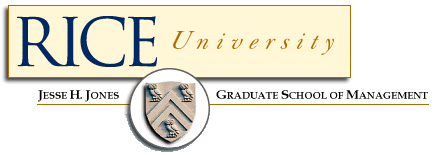 RICE University
JESSE H. JONES GRADUATE SCHOOL OF MANAGEMENT